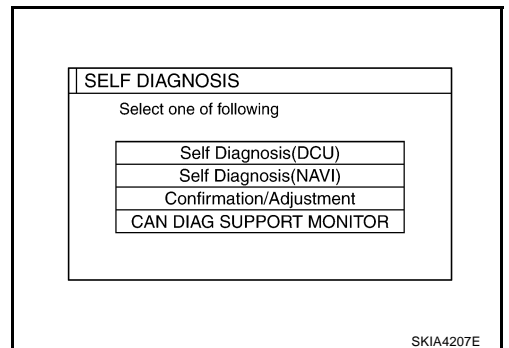 SELF DIAGNOSIS
Select one of following
Self Diagnosis(DCU)
Self Diagnosis(NAVI)
Confirmation/Adjustment
CAN DIAG SUPPORT MONITOR
SKIA4207E